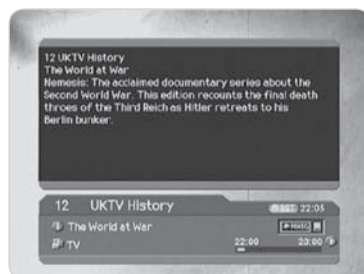 12 UKTV History
The World at War
Nemesis: The acclaimed documentary series about the
Second World War. This edition recounts the final death
throes of the Third Reich as Hitler retreats to his
Berlin bunker.
12 UKTV History
22:05
The World at War
TV
22:00 23:00